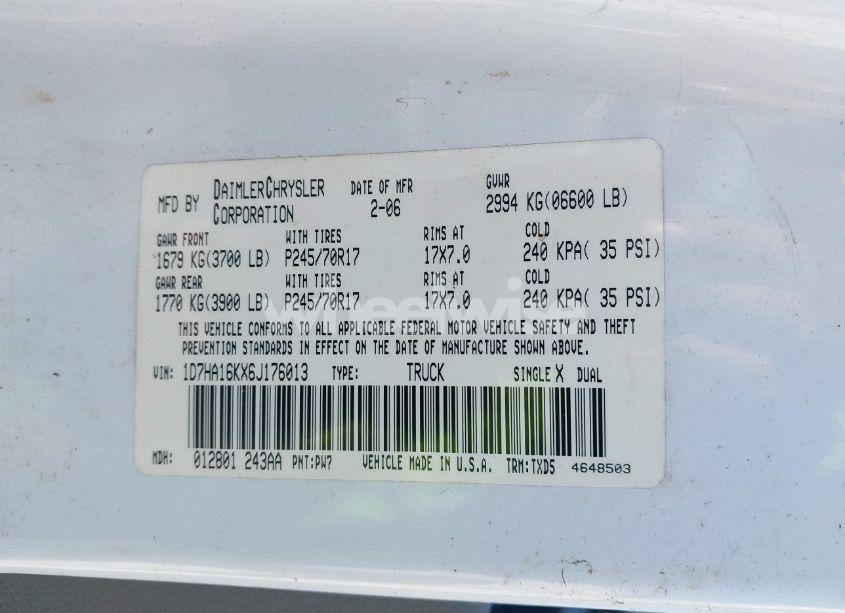 MFD BY DAIMLERCHRYSLER CORPORATION DATE OF MFR 2-06 GVWR 2994 KG(06600 LB)
GAWR FRONT WITH TIRES RIMS AT COLD
1679 KG(3700 LB) P245/70R17 17X7.0 240 KPA( 35 PSI)
GAWR REAR WITH TIRES RIMS AT COLD
1770 KG(3900 LB) P245/70R17 17X7.0 240 KPA( 35 PSI)
THIS VEHICLE CONFORMS TO ALL APPLICABLE FEDERAL MOTOR VEHICLE SAFETY AND THEFT
PREVENTION STANDARDS IN EFFECT ON THE DATE OF MANUFACTURE SHOWN ABOVE.
VIN: 1D7HA16KX6J176013 TYPE: TRUCK SINGLE X DUAL
MDH: 012801 243AA PNT:PW7 VEHICLE MADE IN U.S.A. TRM:TXD5 4648503